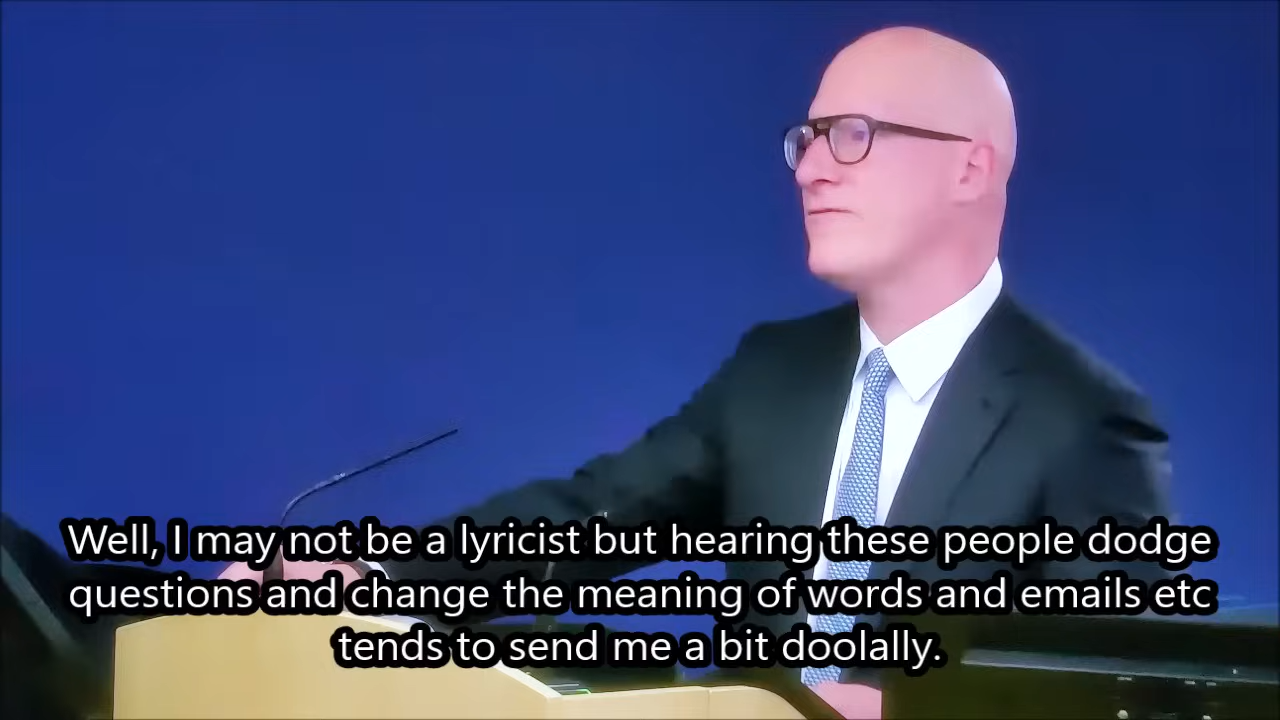 Well, I may not be a lyricist but hearing these people dodge
questions and change the meaning of words and emails etc
tends to send me a bit doolally.